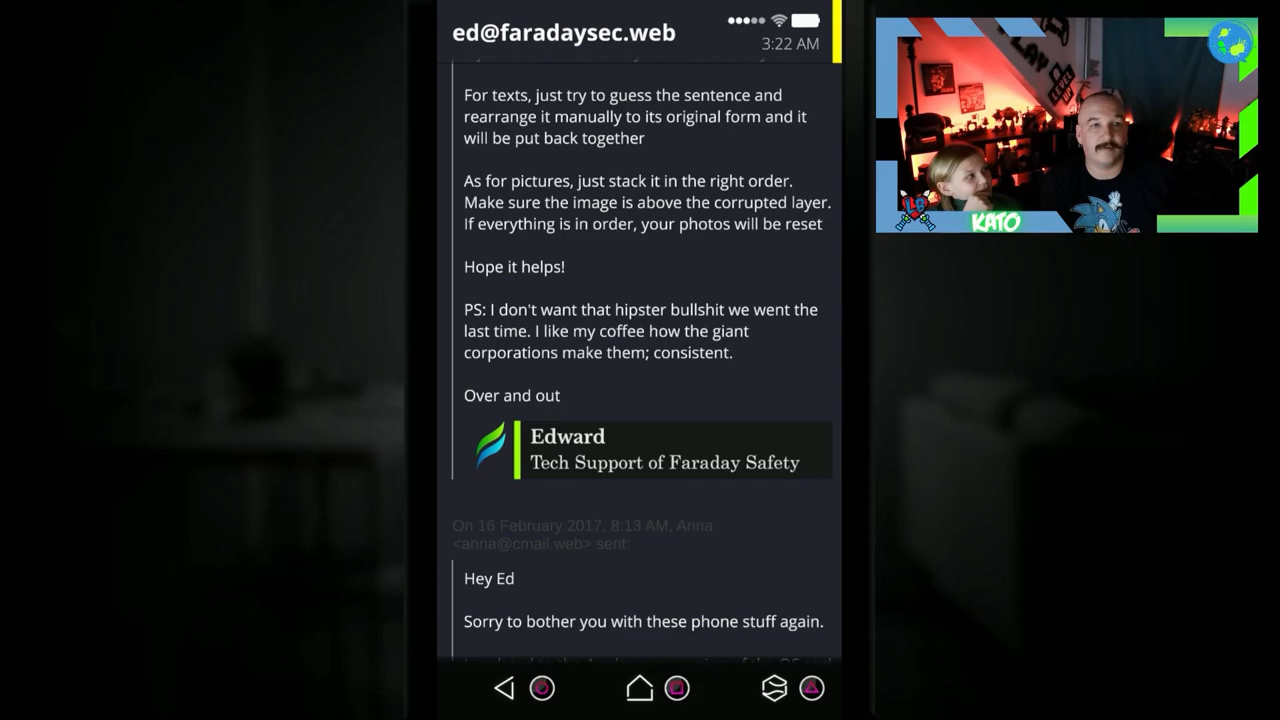 ed@faradaysec.web
3:22 AM
For texts, just try to guess the sentence and
rearrange it manually to its original form and it
will be put back together
As for pictures, just stack it in the right order.
Make sure the image is above the corrupted layer.
If everything is in order, your photos will be reset
Hope it helps!
PS: I don't want that hipster bullshit we went the
last time. I like my coffee how the giant
corporations make them; consistent.
Over and out
Edward
Tech Support of Faraday Safety
On 16 February 2017, 8:13 AM, Anna
<anna@cmail.web> sent:
Hey Ed
Sorry to bother you with these phone stuff again.
PLAY
LEVEL
UP
LB
KATO